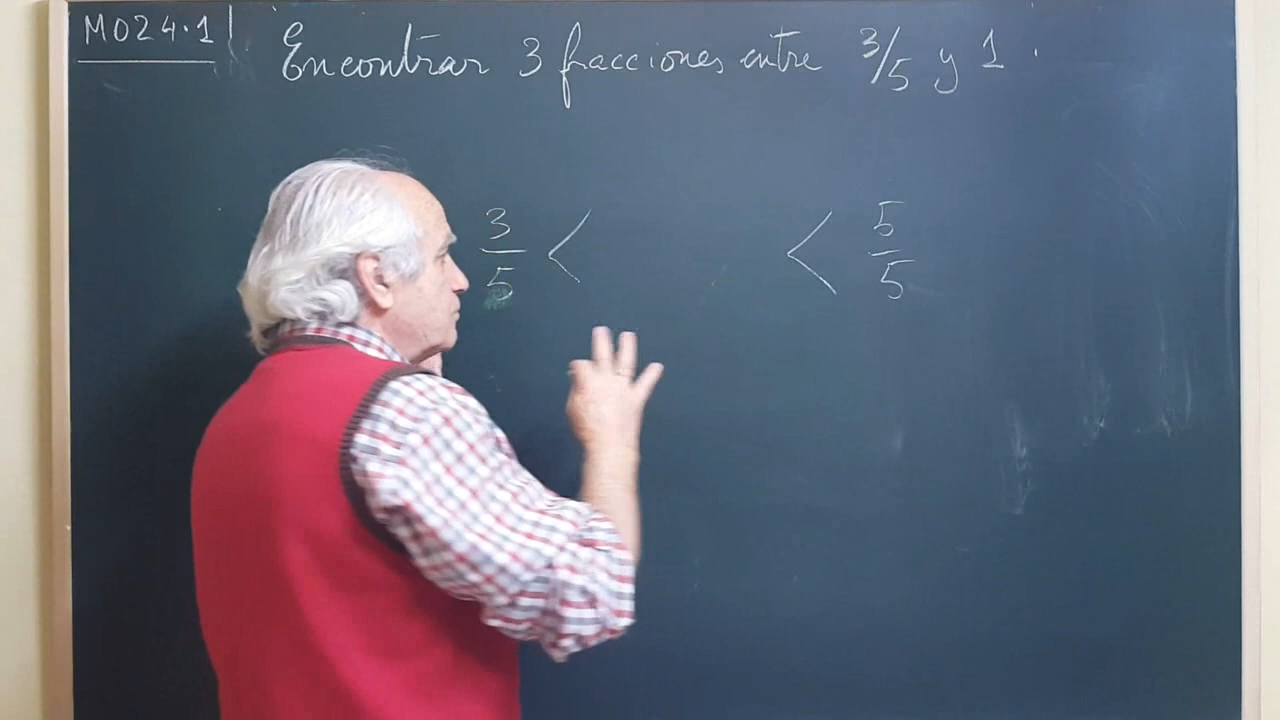 M024.1
Encontrar 3 fracciones entre 3/5 y 1.
3/5 < < 5/5